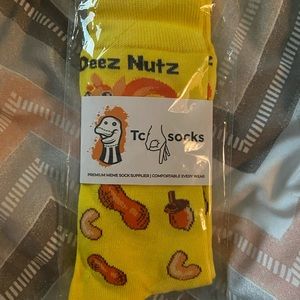 Deez Nutz
Tc socks
PREMIUM MEME SOCK SUPPLIER | COMFORTABLE EVERY WEAR